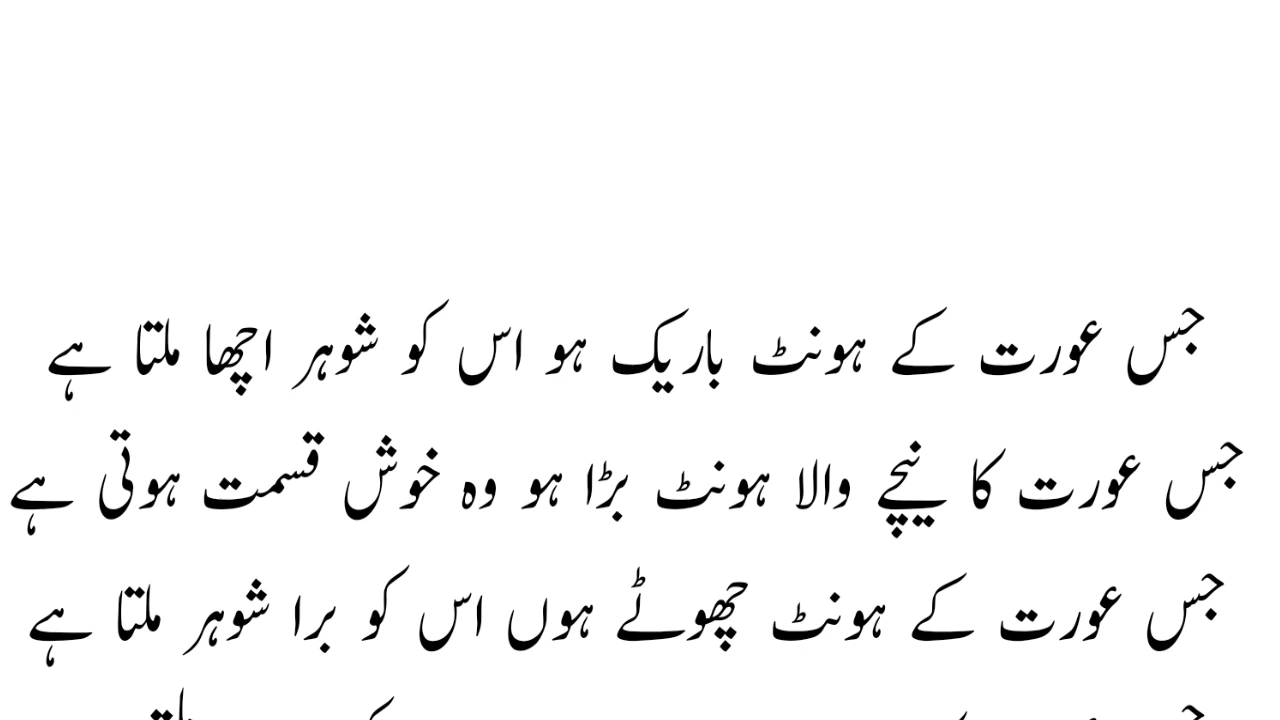 جس عورت کے ہونٹ باریک ہو اس کو شوہر اچھا ملتا ہے
جس عورت کا نیچے والا ہونٹ بڑا ہو وہ خوش قسمت ہوتی ہے
جس عورت کے ہونٹ چھوٹے ہوں اس کو برا شوہر ملتا ہے